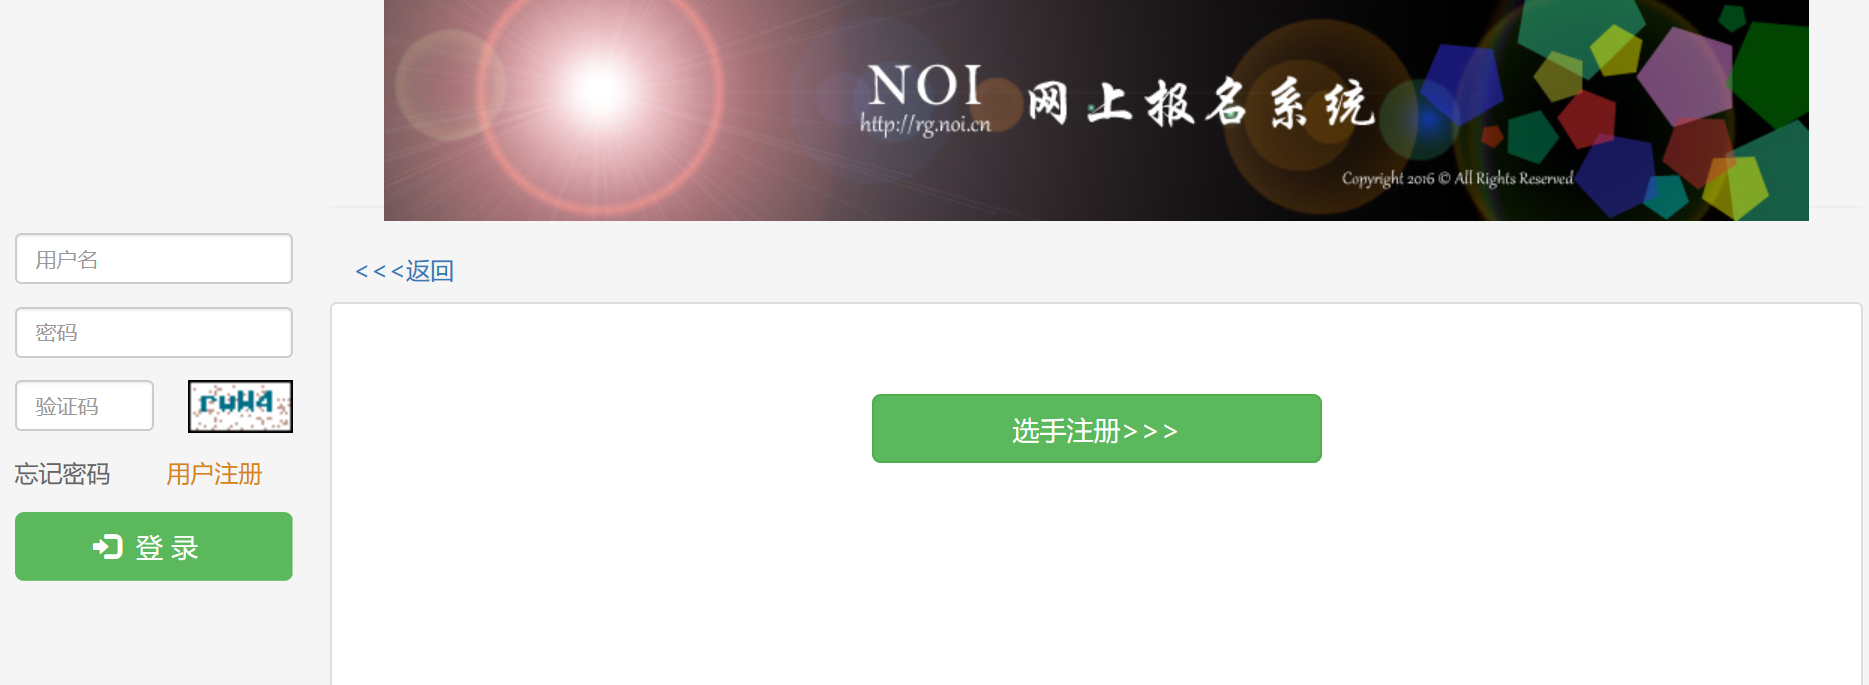 NOI
http://rg.noi.cn
网上报名系统
Copyright 2016 © All Rights Reserved
用户名
密码
验证码
ruW4
忘记密码 用户注册
登 录
<<<返回
选手注册>>>